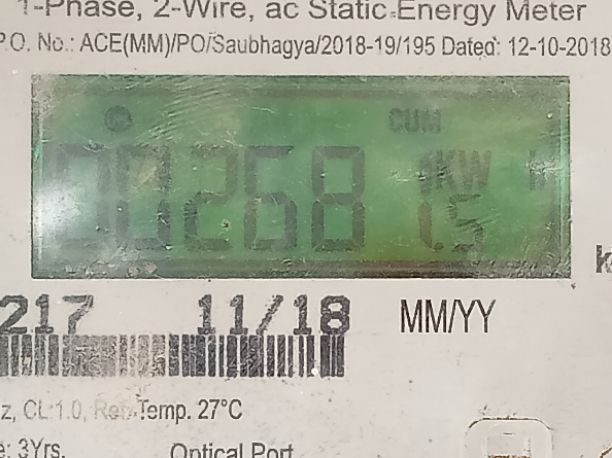 1-Phase, 2-Wire, ac Static Energy Meter
P.O. No.: ACE(MM)/PO/Saubhagya/2018-19/195 Dated: 12-10-2018
CUM
00268
KW
1.5
217 11/18 MM/YY
z, CL:1.0, Ref. Temp. 27°C
e: 3Yrs. Optical Port